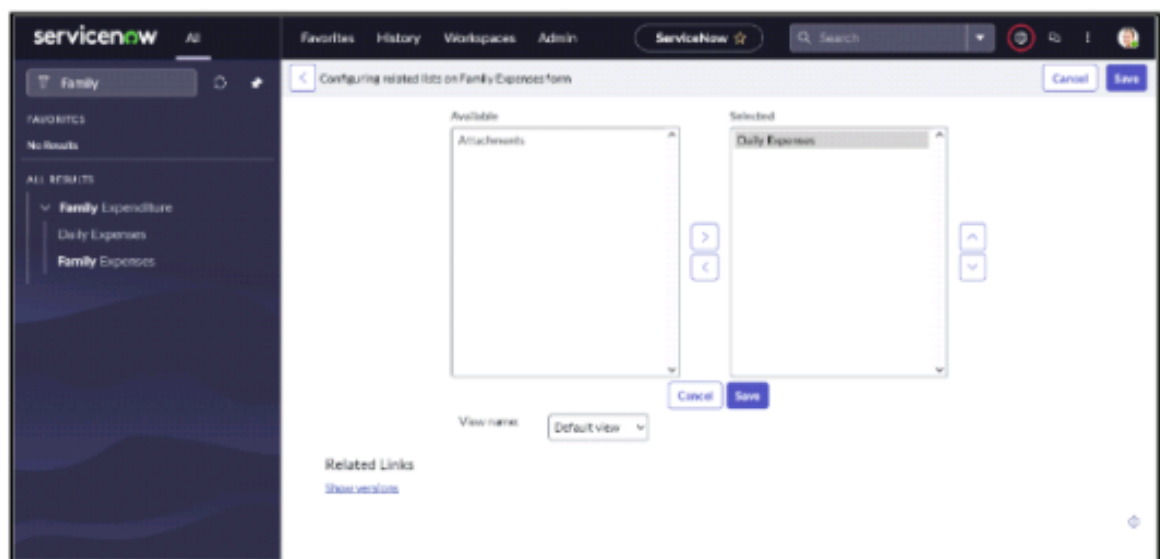 servicenow All Favorites History Workspaces Admin ServiceNow Search
Family
Configuring related lists on Family Expenses form Cancel Save
FAVORITES
No Results
ALL RESULTS
Family Expenditure
Daily Expenses
Family Expenses
Available
Attachments
Selected
Daily Expenses
Cancel Save
View name: Default view
Related Links
Show versions